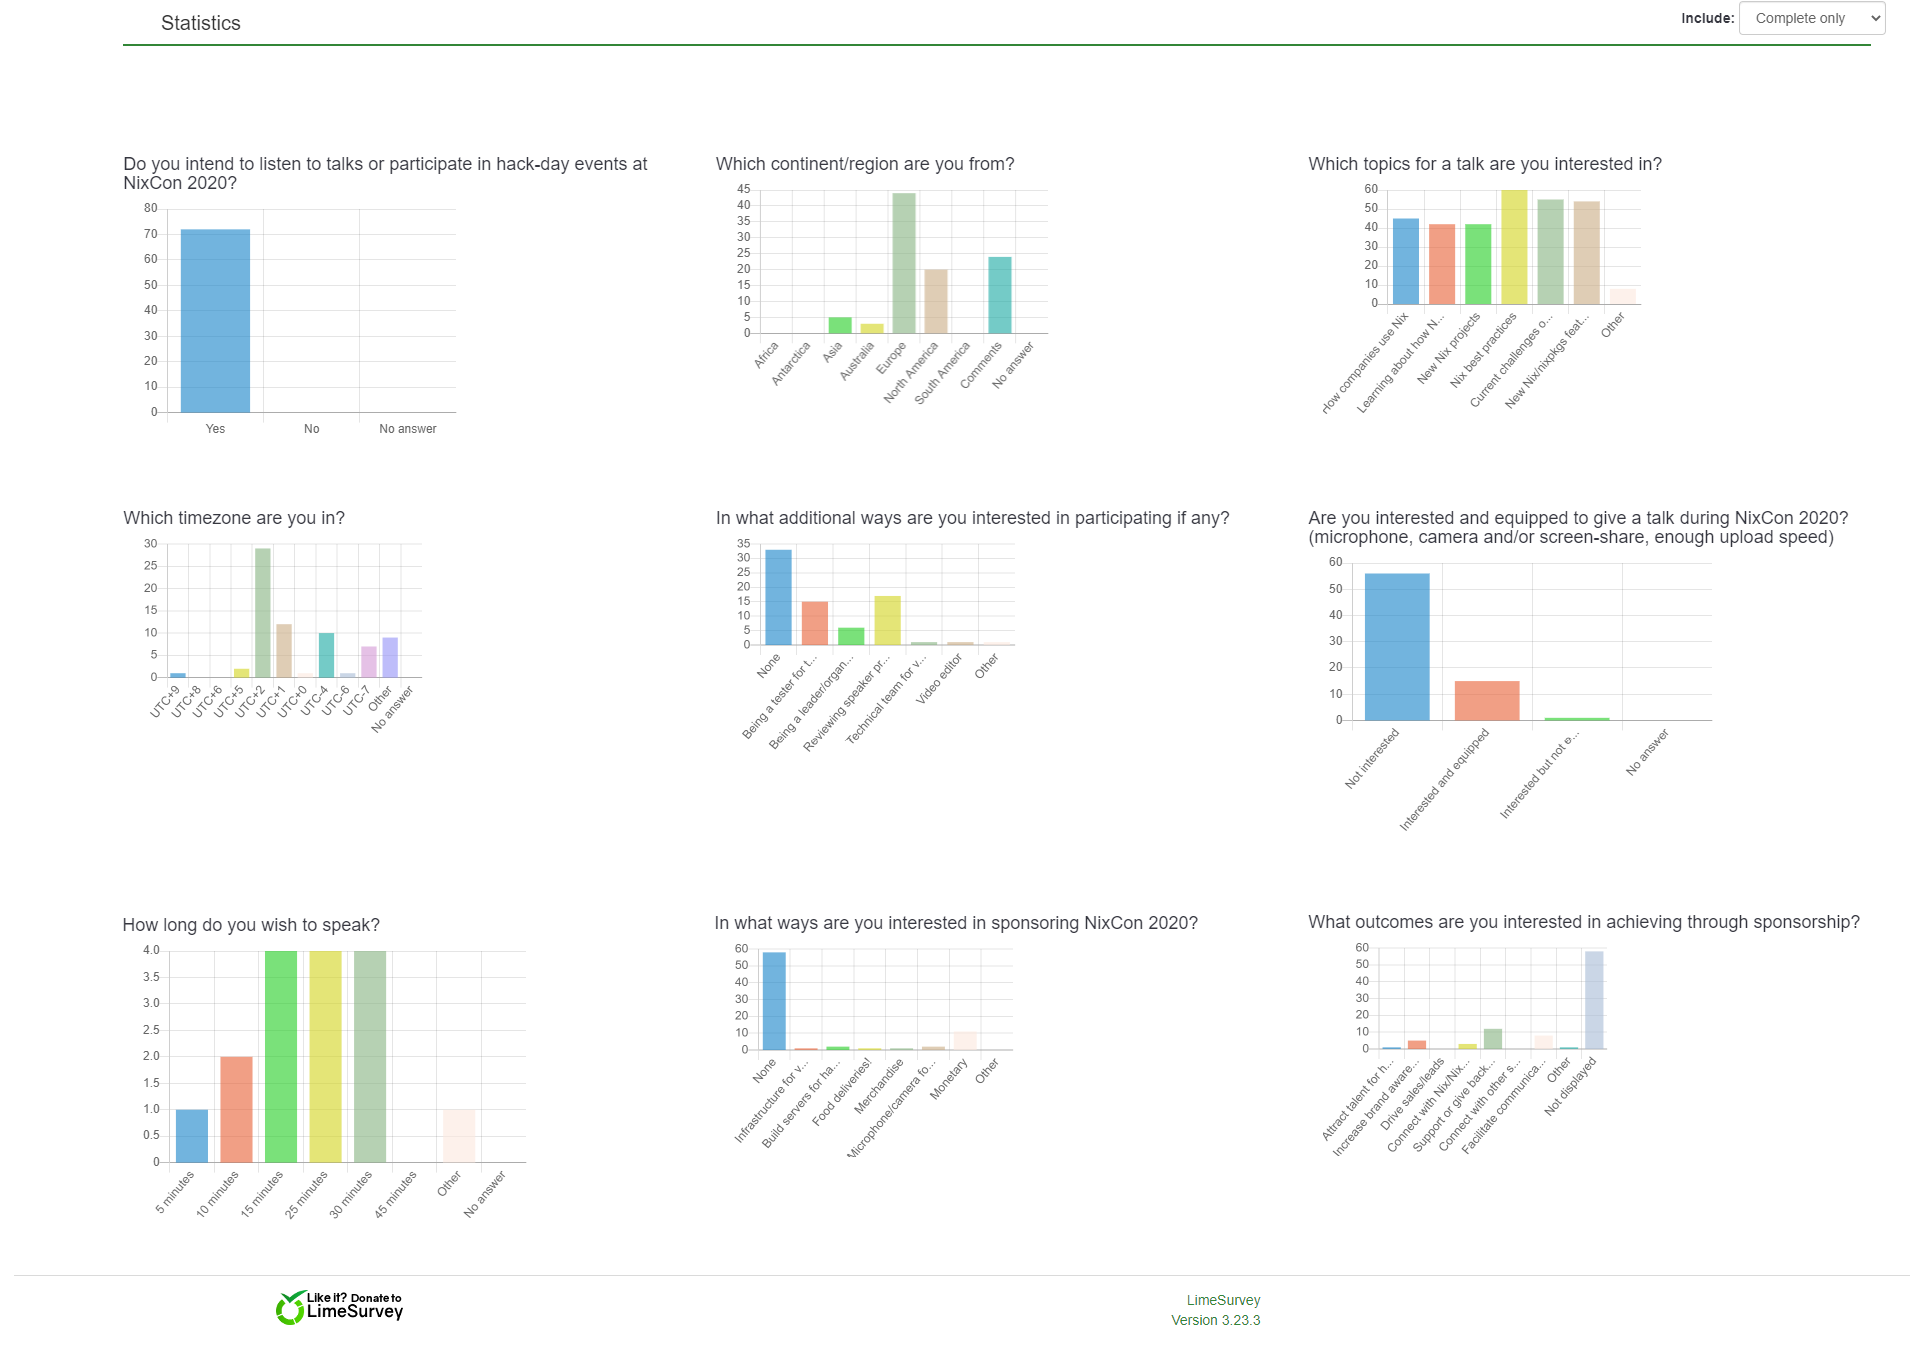 Statistics
Include: Complete only
Do you intend to listen to talks or participate in hack-day events at
NixCon 2020?
80
70
60
50
40
30
20
10
0
Yes No No answer
Which continent/region are you from?
45
40
35
30
25
20
15
10
5
0
Africa
Antarctica
Asia
Australia
Europe
North America
South America
Comments
No answer
Which topics for a talk are you interested in?
60
50
40
30
20
10
0
How companies use Nix
Learning about how N...
New Nix projects
Nix best practices
Current challenges o...
New Nix/nixpkgs feat...
Other
Which timezone are you in?
30
25
20
15
10
5
0
UTC+9
UTC+8
UTC+6
UTC+5
UTC+2
UTC+1
UTC+0
UTC-4
UTC-6
UTC-7
Other
No answer
In what additional ways are you interested in participating if any?
35
30
25
20
15
10
5
0
None
Being a tester for t...
Being a leader/organ...
Reviewing speaker pr...
Technical team for v...
Video editor
Other
Are you interested and equipped to give a talk during NixCon 2020?
(microphone, camera and/or screen-share, enough upload speed)
60
50
40
30
20
10
0
Not interested
Interested and equipped
Interested but not e...
No answer
How long do you wish to speak?
4.0
3.5
3.0
2.5
2.0
1.5
1.0
0.5
0
5 minutes
10 minutes
15 minutes
25 minutes
30 minutes
45 minutes
Other
No answer
In what ways are you interested in sponsoring NixCon 2020?
60
50
40
30
20
10
0
None
Infrastructure for v...
Build servers for ha...
Food deliveries!
Merchandise
Microphone/camera fo...
Monetary
Other
What outcomes are you interested in achieving through sponsorship?
60
50
40
30
20
10
0
Attract talent for h...
Increase brand aware...
Drive sales/leads
Connect with Nix/Nix...
Support or give back...
Connect with other s...
Facilitate communica...
Other
Not displayed
Like it? Donate to
LimeSurvey
LimeSurvey
Version 3.23.3